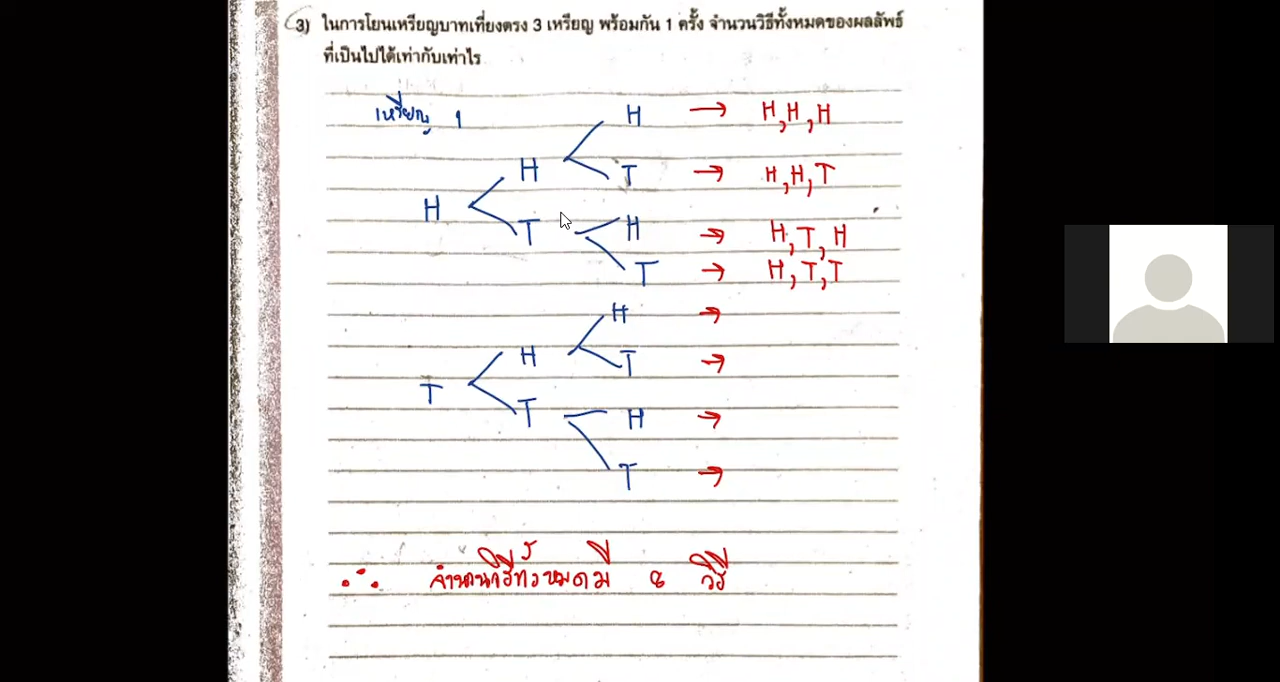 3) ในการโยนเหรียญบาทเที่ยงตรง 3 เหรียญ พร้อมกัน 1 ครั้ง จำนวนวิธีทั้งหมดของผลลัพธ์
ที่เป็นไปได้เท่ากับเท่าไร
เหรียญ 1
H → H,H,H
H
T → H,H,T
H
T
H → H,T,H
T → H,T,T
H →
H
T →
T
T
H →
T →
∴ จำนวนวิธีทั้งหมดมี 8 วิธี